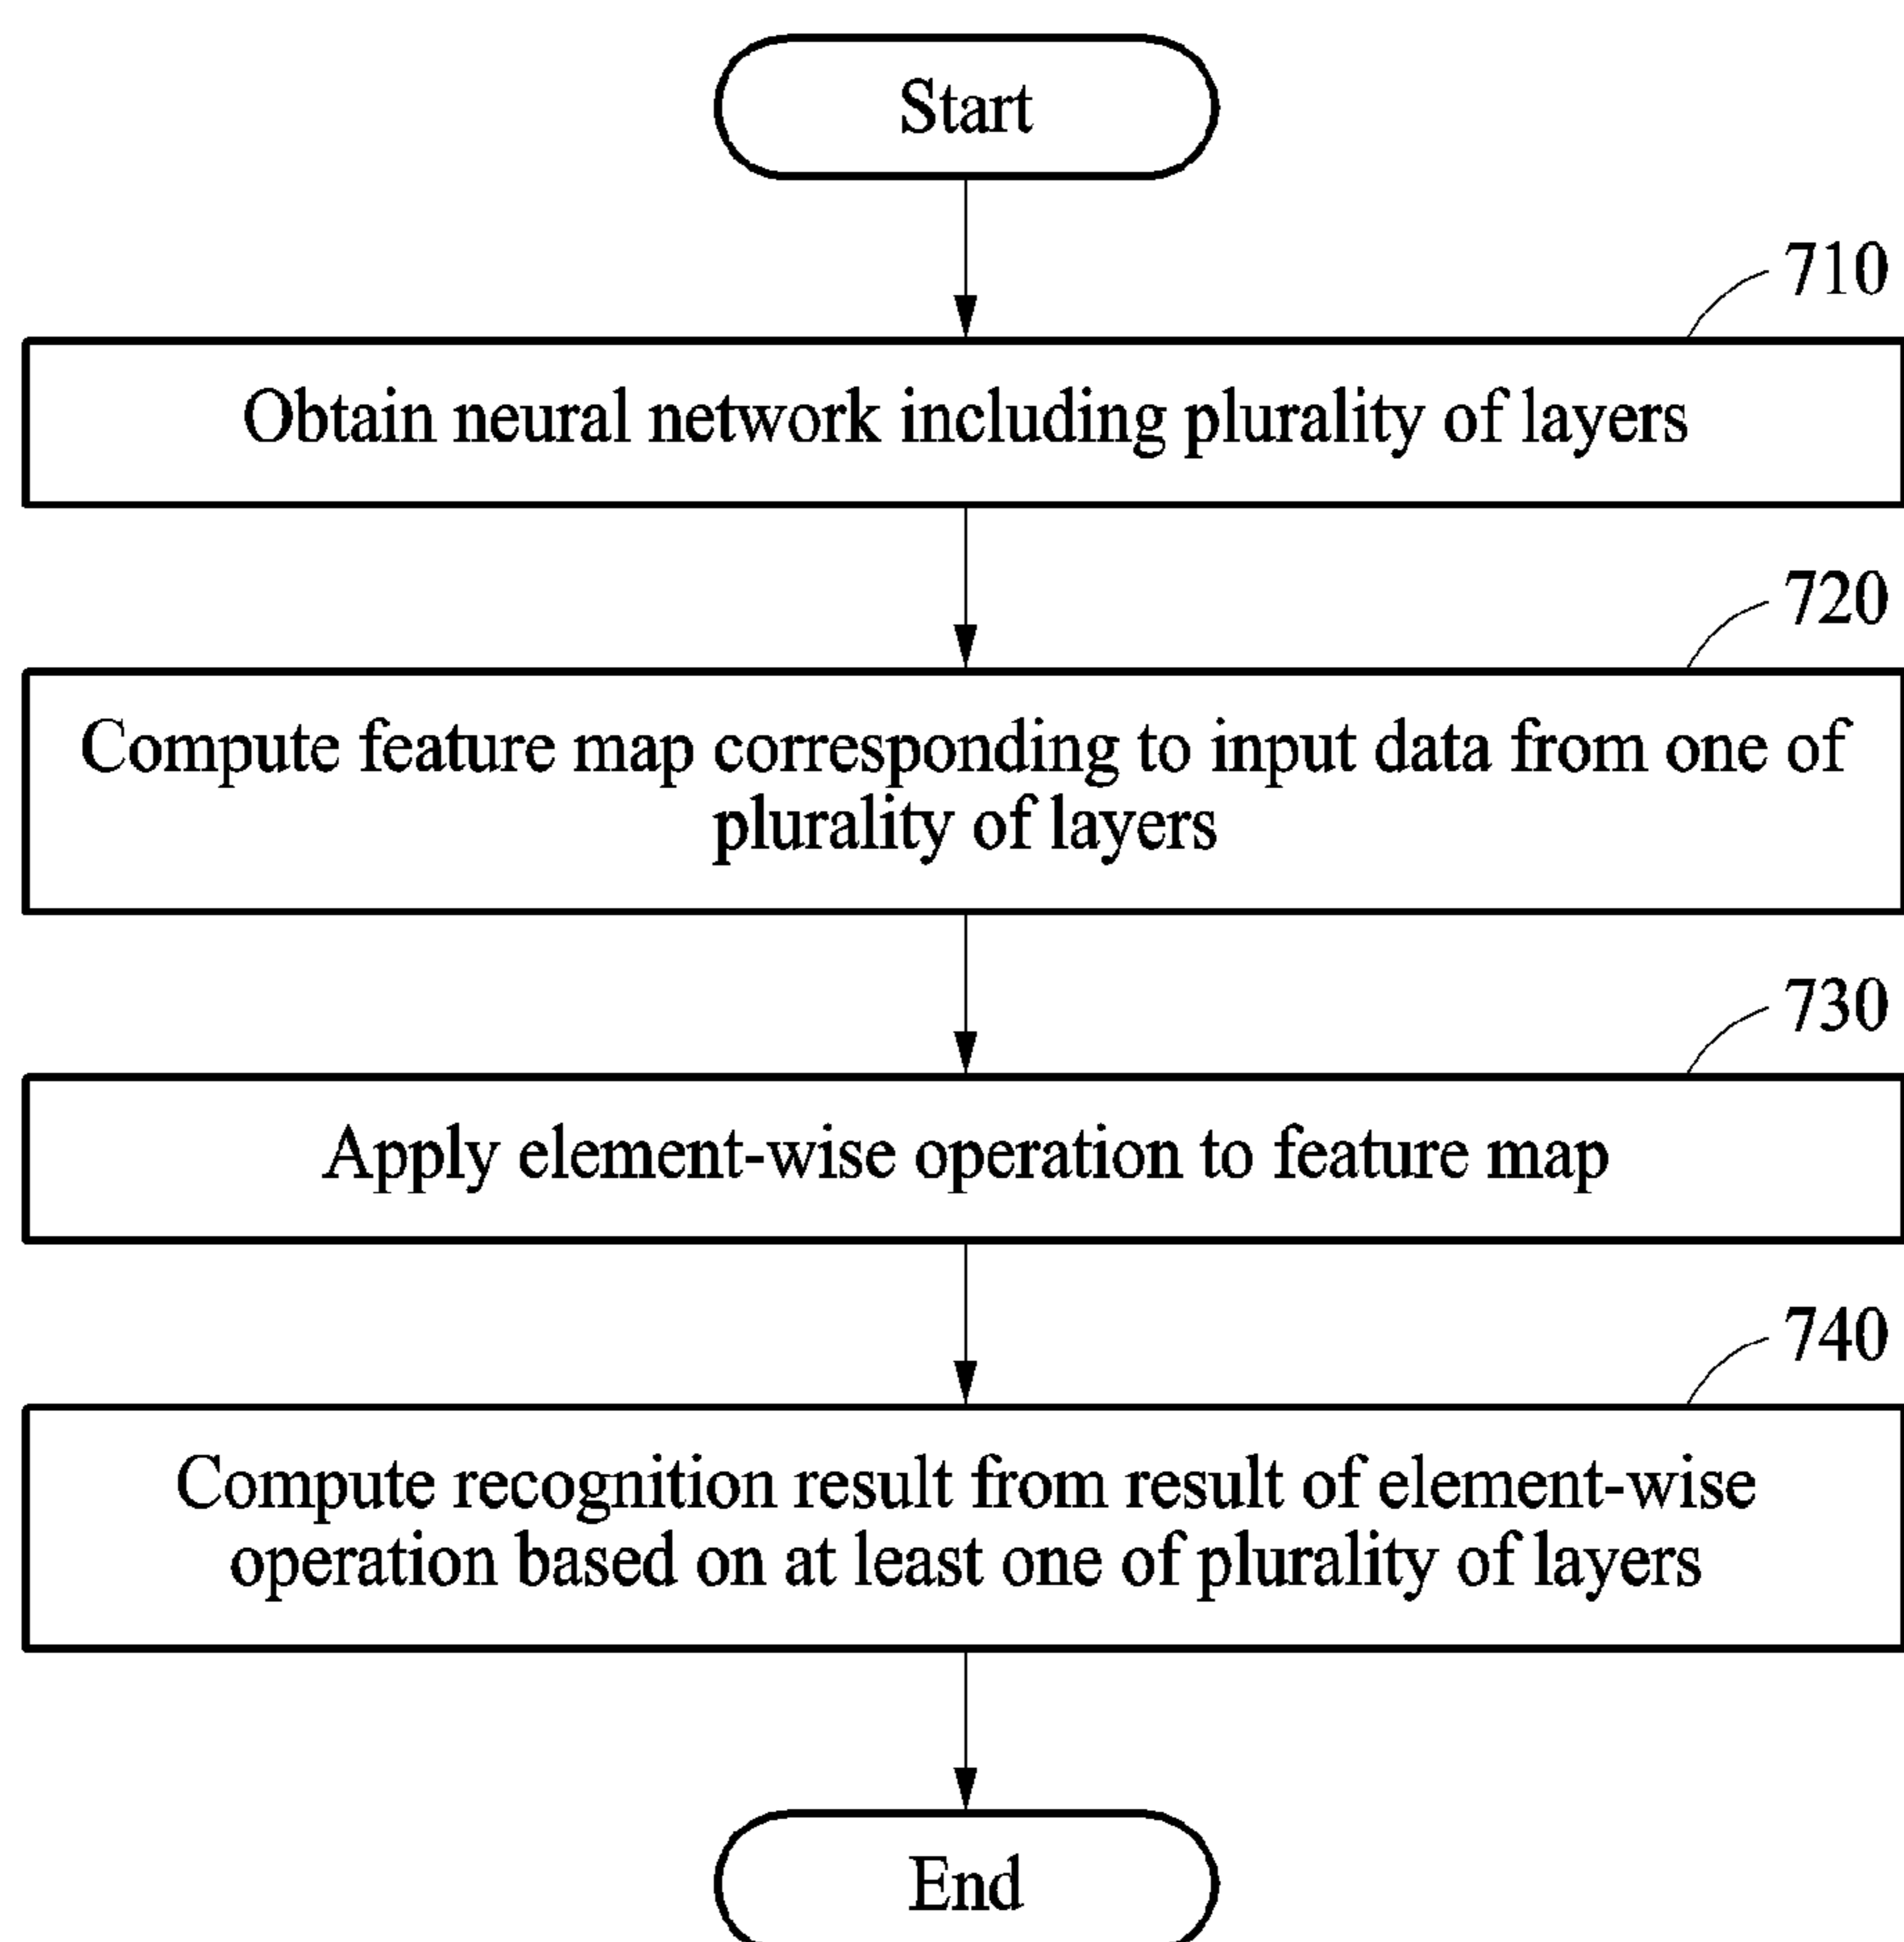 Start
710
Obtain neural network including plurality of layers
720
Compute feature map corresponding to input data from one of
plurality of layers
730
Apply element-wise operation to feature map
740
Compute recognition result from result of element-wise
operation based on at least one of plurality of layers
End